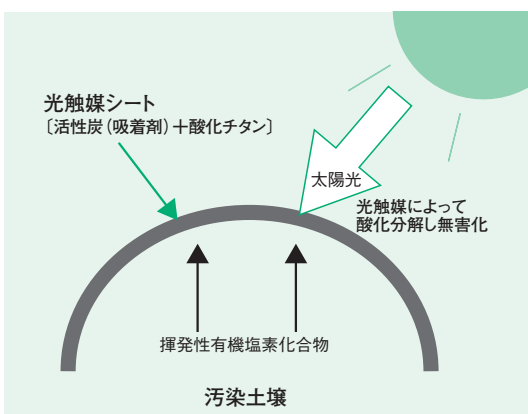 光触媒シート
〔活性炭（吸着剤）＋酸化チタン〕
太陽光
光触媒によって
酸化分解し無害化
揮発性有機塩素化合物
汚染土壌